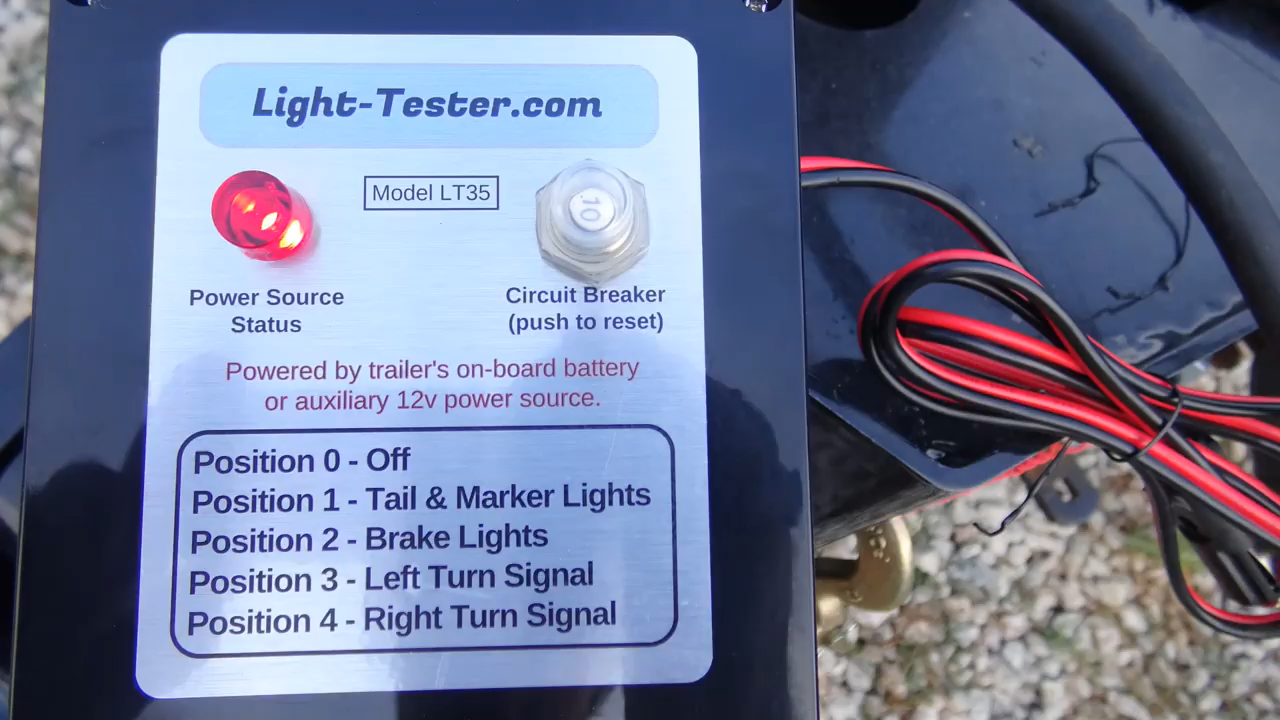 Light-Tester.com
Model LT35
10
Power Source
Status
Circuit Breaker
(push to reset)
Powered by trailer's on-board battery
or auxiliary 12v power source.
Position 0 - Off
Position 1 - Tail & Marker Lights
Position 2 - Brake Lights
Position 3 - Left Turn Signal
Position 4 - Right Turn Signal